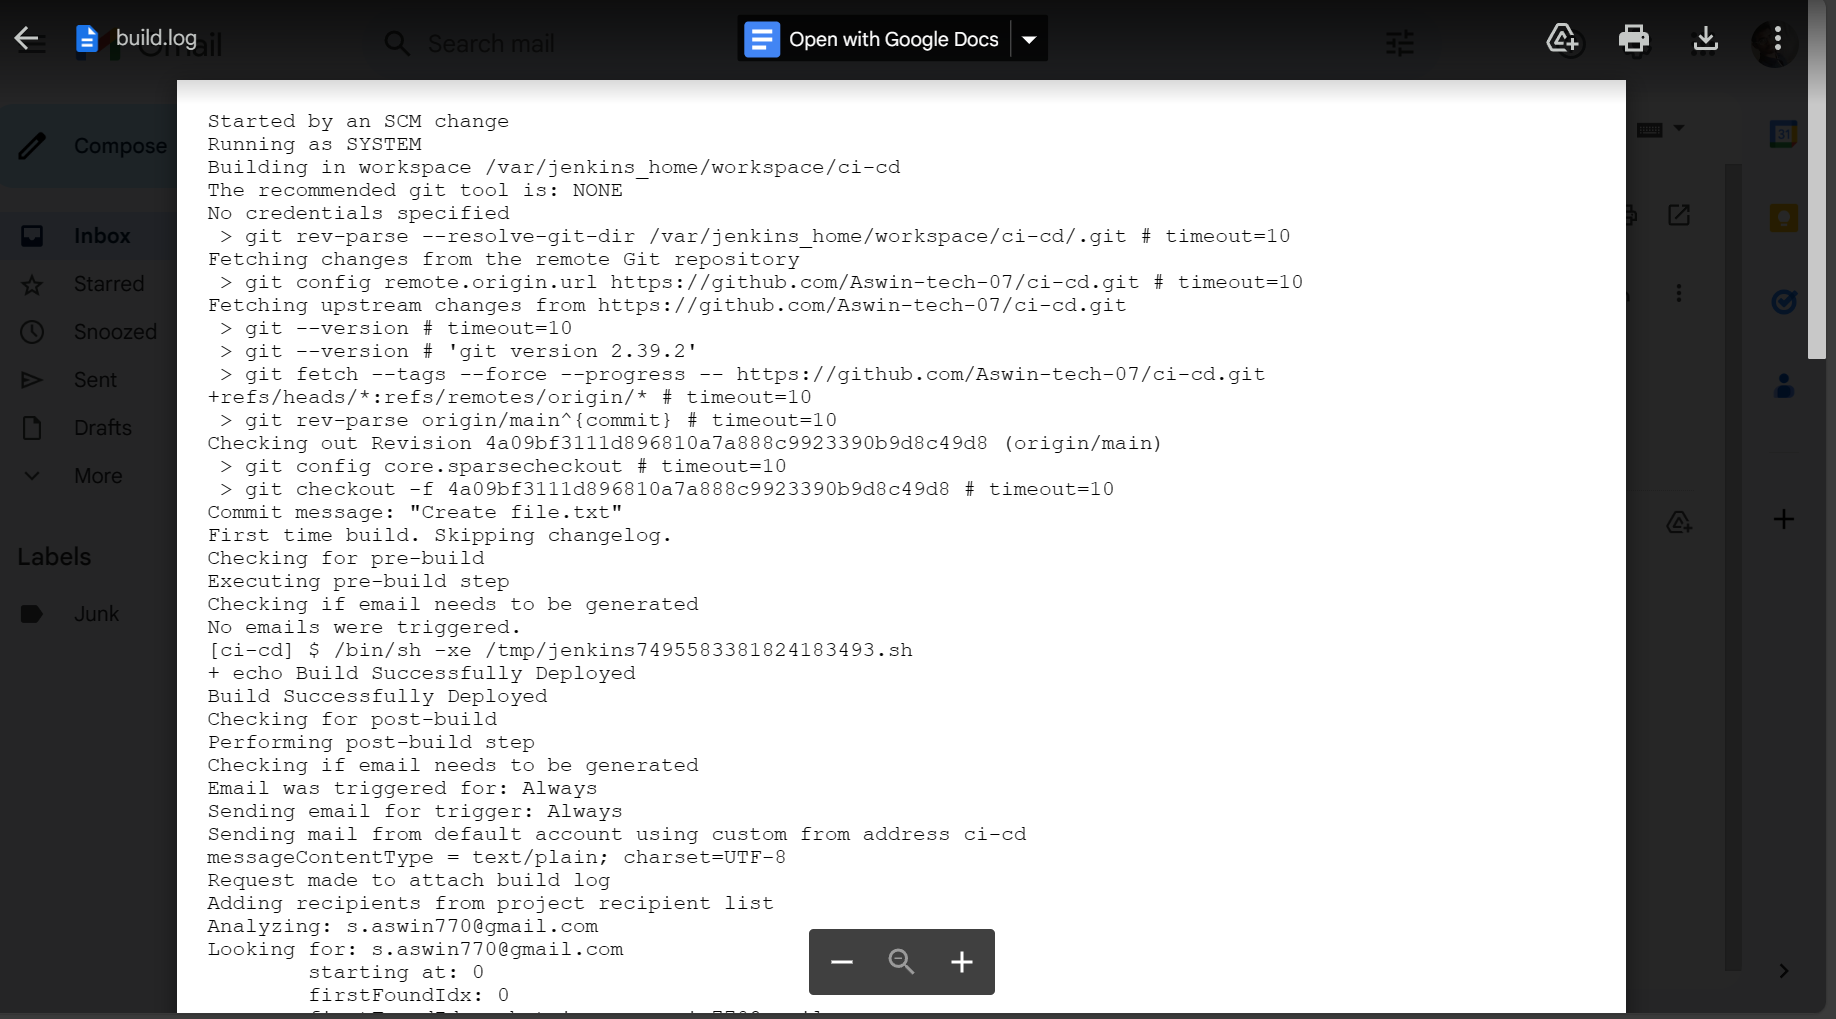 build.log
Gmail
Search mail
Open with Google Docs
Compose
Inbox
Starred
Snoozed
Sent
Drafts
More
Labels
Junk
31
Started by an SCM change
Running as SYSTEM
Building in workspace /var/jenkins_home/workspace/ci-cd
The recommended git tool is: NONE
No credentials specified
 > git rev-parse --resolve-git-dir /var/jenkins_home/workspace/ci-cd/.git # timeout=10
Fetching changes from the remote Git repository
 > git config remote.origin.url https://github.com/Aswin-tech-07/ci-cd.git # timeout=10
Fetching upstream changes from https://github.com/Aswin-tech-07/ci-cd.git
 > git --version # timeout=10
 > git --version # 'git version 2.39.2'
 > git fetch --tags --force --progress -- https://github.com/Aswin-tech-07/ci-cd.git
+refs/heads/*:refs/remotes/origin/* # timeout=10
 > git rev-parse origin/main^{commit} # timeout=10
Checking out Revision 4a09bf3111d896810a7a888c9923390b9d8c49d8 (origin/main)
 > git config core.sparsecheckout # timeout=10
 > git checkout -f 4a09bf3111d896810a7a888c9923390b9d8c49d8 # timeout=10
Commit message: "Create file.txt"
First time build. Skipping changelog.
Checking for pre-build
Executing pre-build step
Checking if email needs to be generated
No emails were triggered.
[ci-cd] $ /bin/sh -xe /tmp/jenkins7495583381824183493.sh
+ echo Build Successfully Deployed
Build Successfully Deployed
Checking for post-build
Performing post-build step
Checking if email needs to be generated
Email was triggered for: Always
Sending email for trigger: Always
Sending mail from default account using custom from address ci-cd
messageContentType = text/plain; charset=UTF-8
Request made to attach build log
Adding recipients from project recipient list
Analyzing: s.aswin770@gmail.com
Looking for: s.aswin770@gmail.com
        starting at: 0
        firstFoundIdx: 0